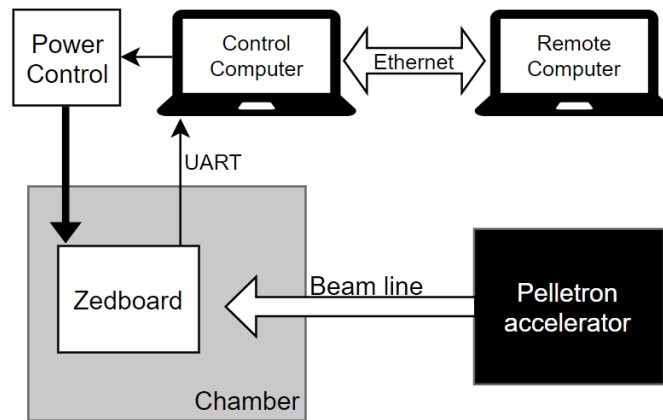 Power
Control
Control
Computer
Ethernet
Remote
Computer
UART
Zedboard
Beam line
Pelletron
accelerator
Chamber